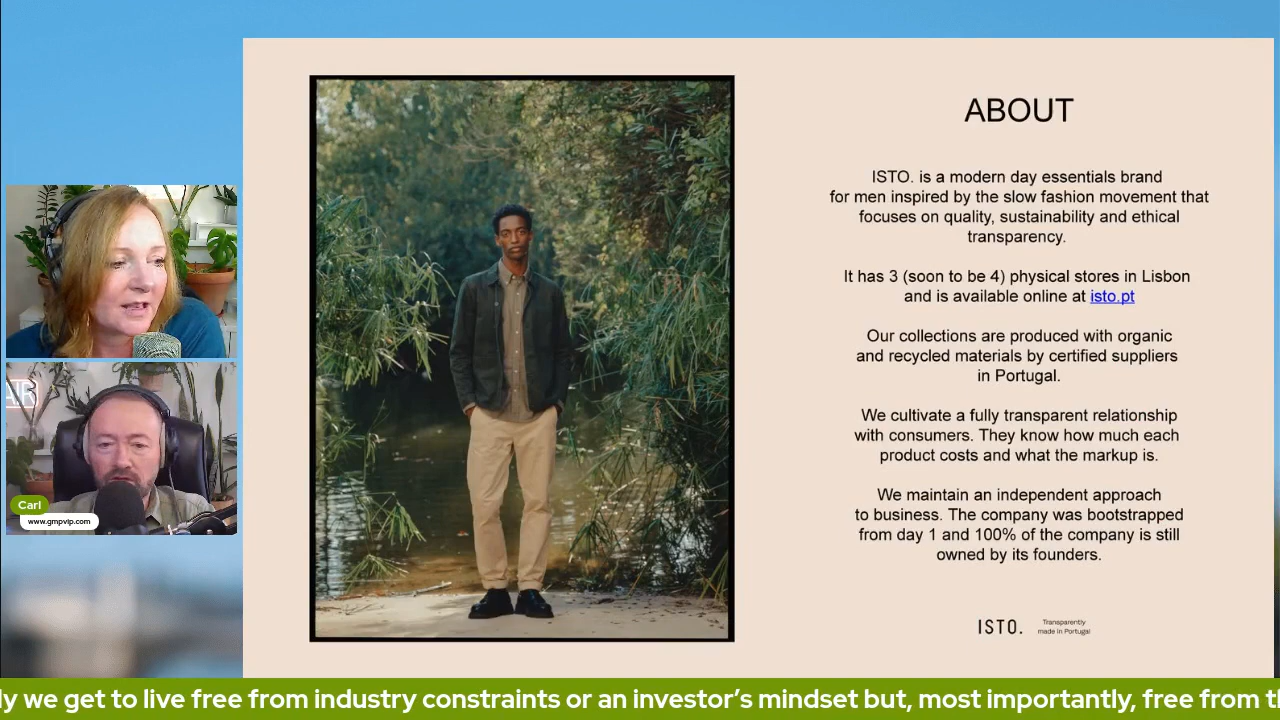 ABOUT
ISTO. is a modern day essentials brand
for men inspired by the slow fashion movement that
focuses on quality, sustainability and ethical
transparency.
It has 3 (soon to be 4) physical stores in Lisbon
and is available online at isto.pt
Our collections are produced with organic
and recycled materials by certified suppliers
in Portugal.
We cultivate a fully transparent relationship
with consumers. They know how much each
product costs and what the markup is.
We maintain an independent approach
to business. The company was bootstrapped
from day 1 and 100% of the company is still
owned by its founders.
ISTO.
Transparently
made in Portugal
AIR
Carl
www.gmpvip.com
ly we get to live free from industry constraints or an investor’s mindset but, most importantly, free from t